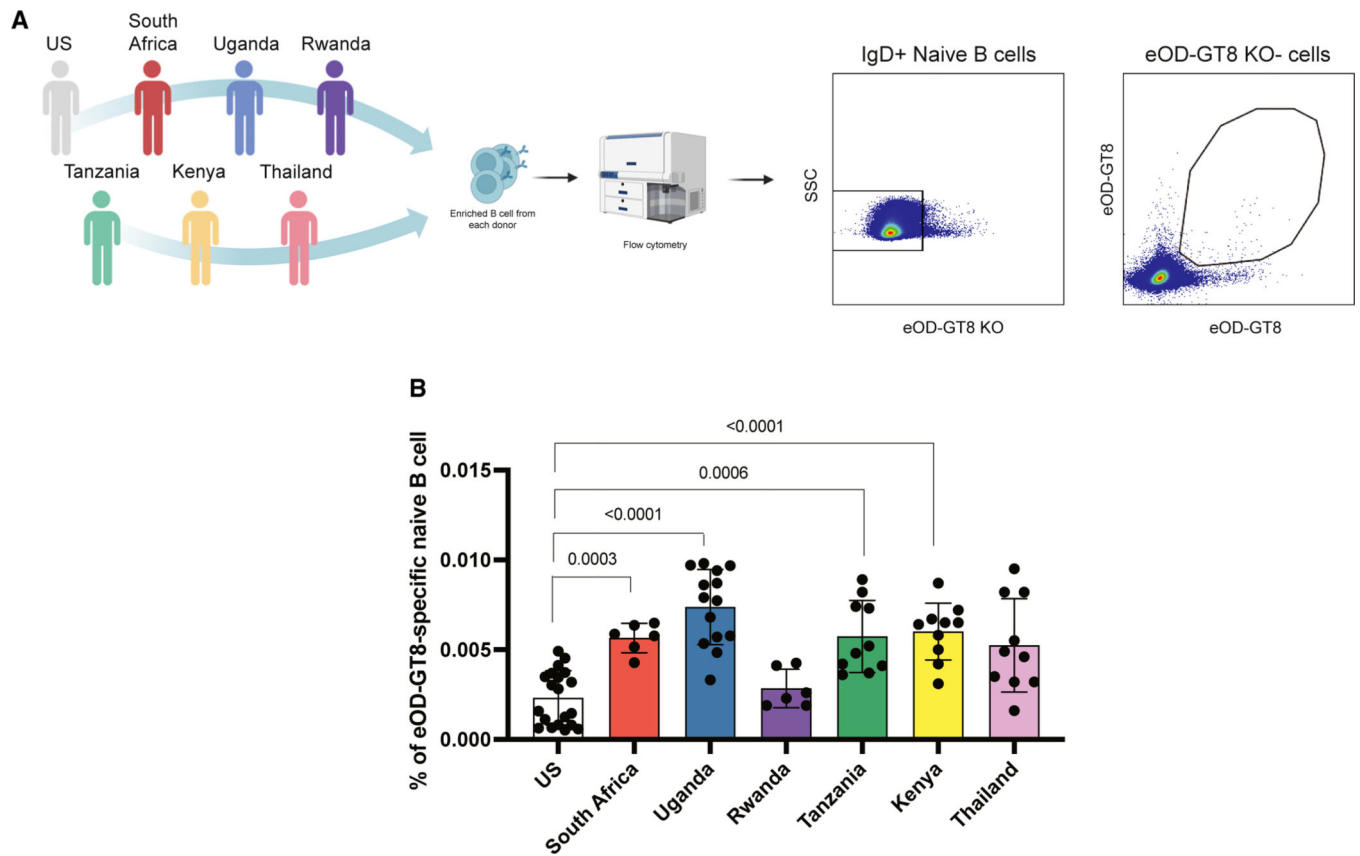 A
US
South
Africa
Uganda
Rwanda
Tanzania
Kenya
Thailand
Enriched B cell from
each donor
Flow cytometry
IgD+ Naive B cells
SSC
eOD-GT8 KO
eOD-GT8 KO- cells
eOD-GT8
eOD-GT8
B
% of eOD-GT8-specific naive B cell
<0.0001
0.0006
<0.0001
0.0003
0.015
0.010
0.005
0.000
US
South Africa
Uganda
Rwanda
Tanzania
Kenya
Thailand